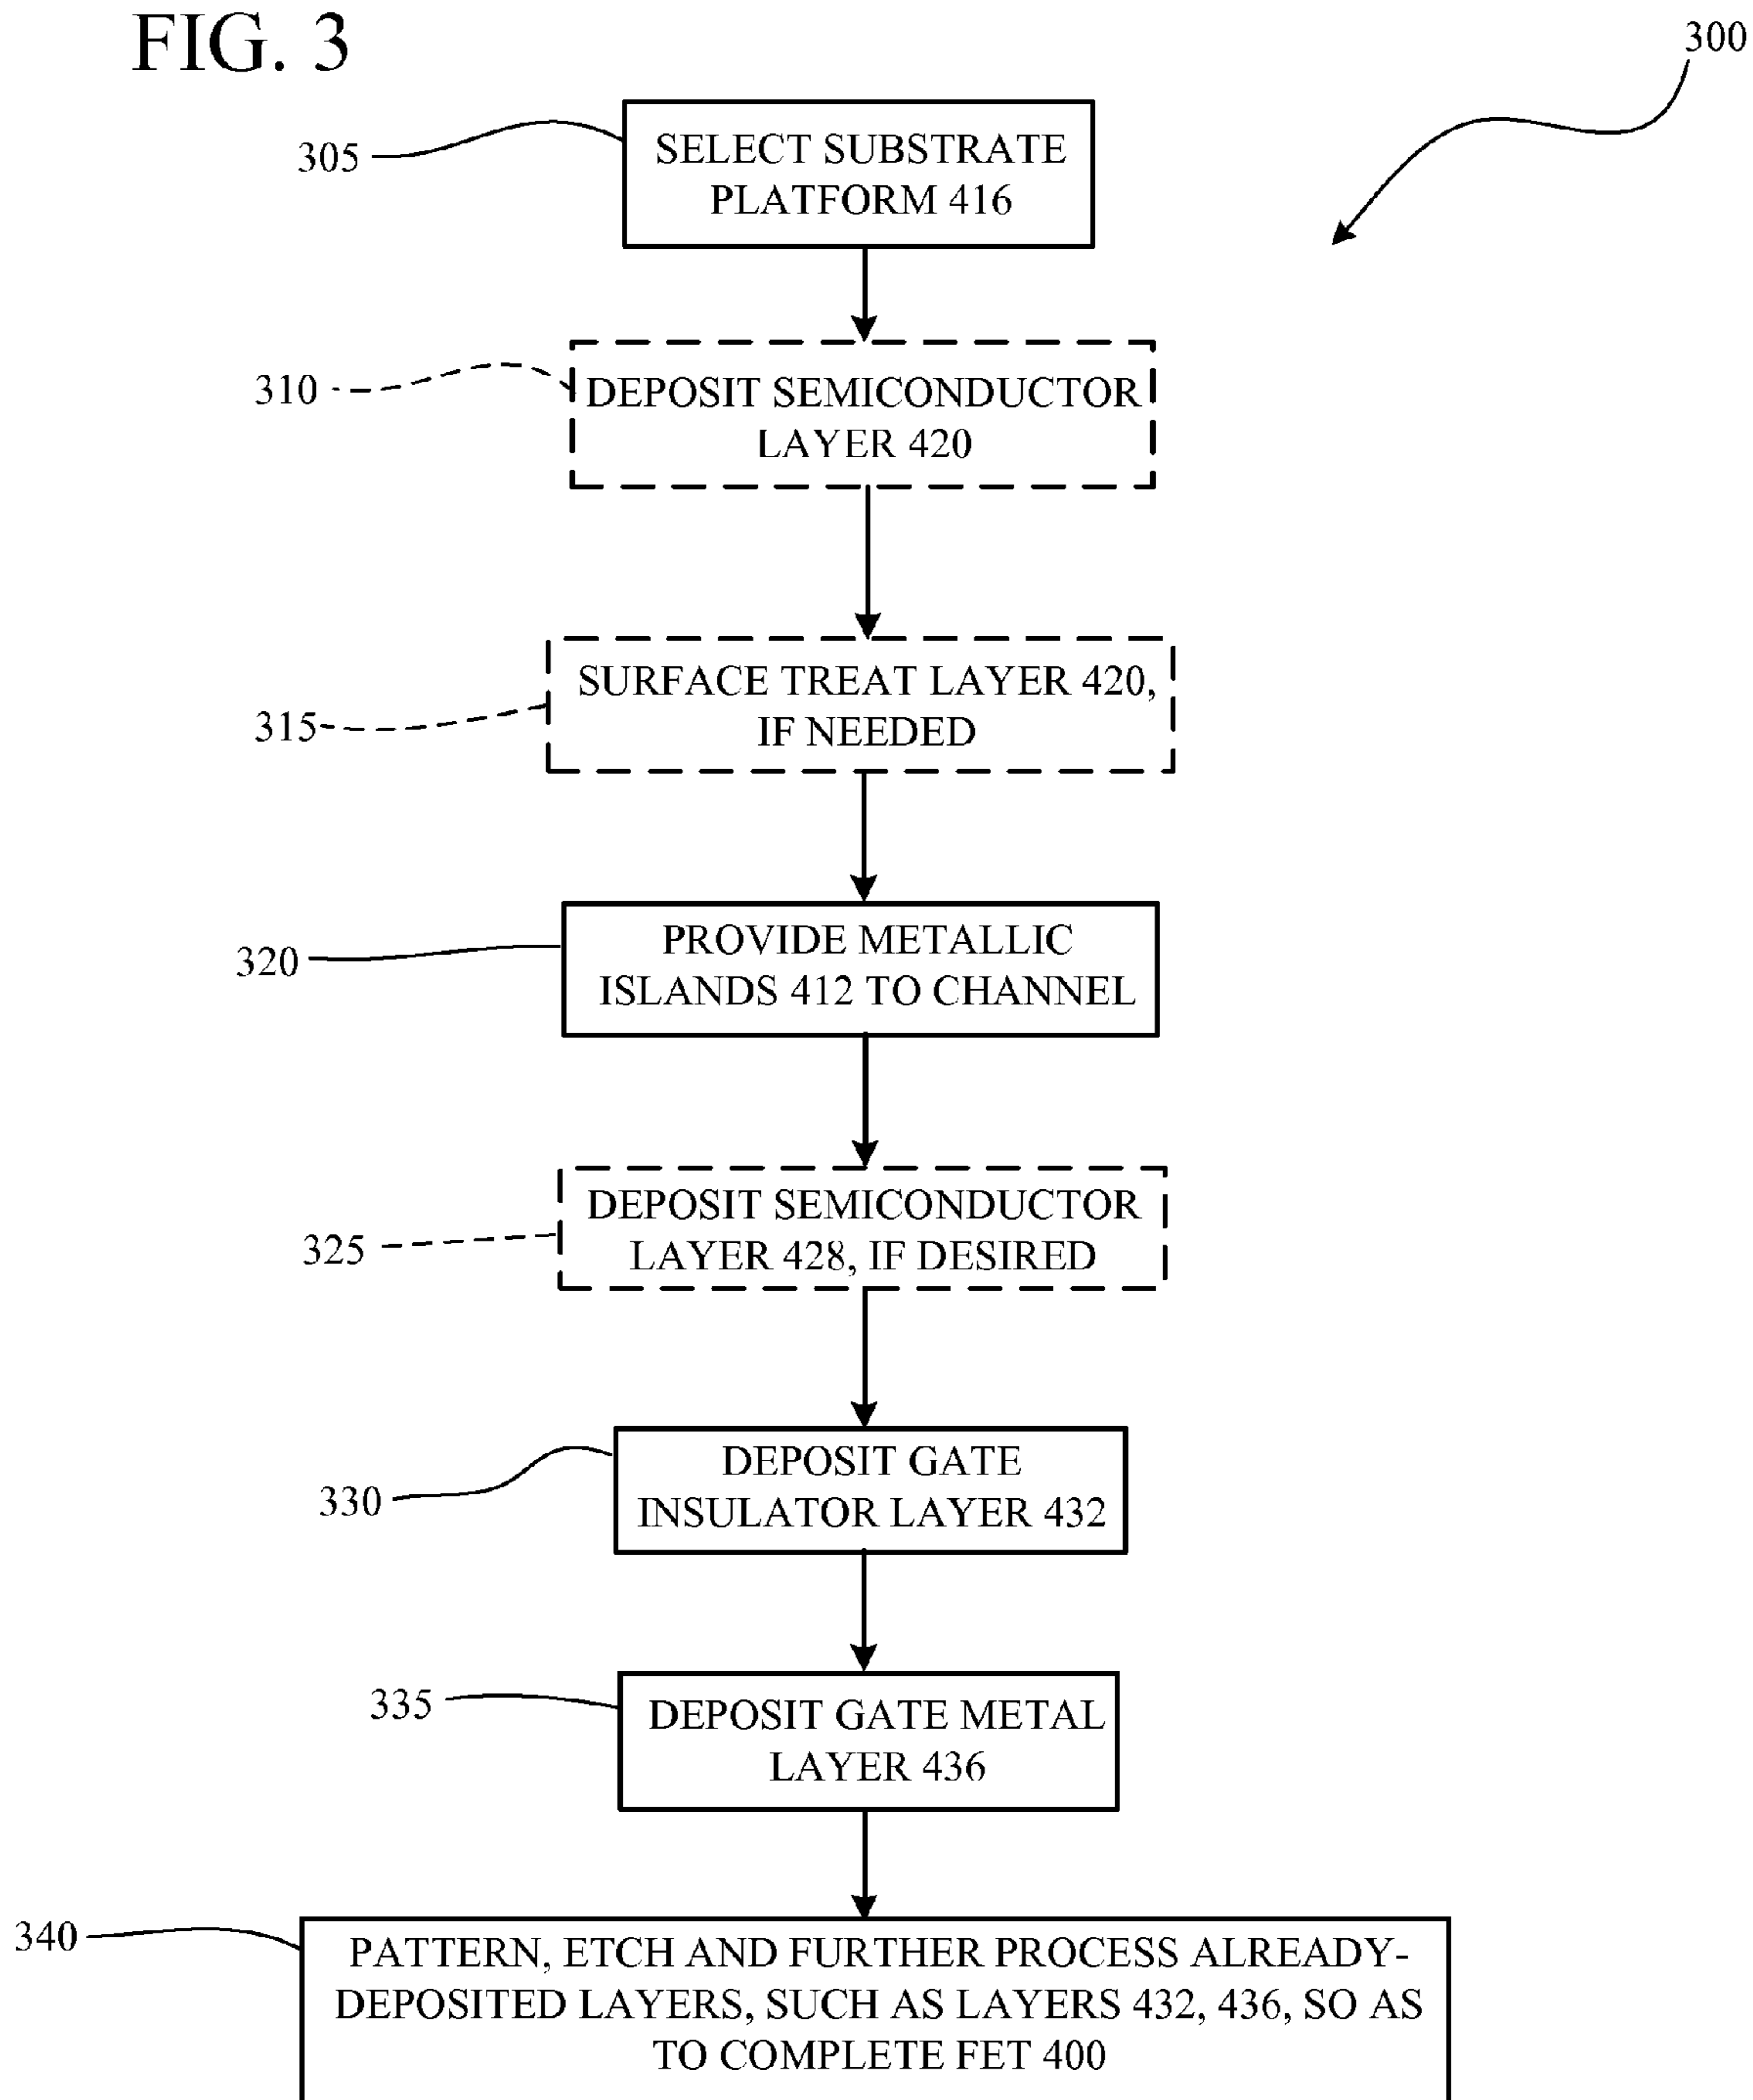 FIG. 3
300
305
SELECT SUBSTRATE
PLATFORM 416
310
DEPOSIT SEMICONDUCTOR
LAYER 420
315
SURFACE TREAT LAYER 420,
IF NEEDED
320
PROVIDE METALLIC
ISLANDS 412 TO CHANNEL
325
DEPOSIT SEMICONDUCTOR
LAYER 428, IF DESIRED
330
DEPOSIT GATE
INSULATOR LAYER 432
335
DEPOSIT GATE METAL
LAYER 436
340
PATTERN, ETCH AND FURTHER PROCESS ALREADY-
DEPOSITED LAYERS, SUCH AS LAYERS 432, 436, SO AS
TO COMPLETE FET 400